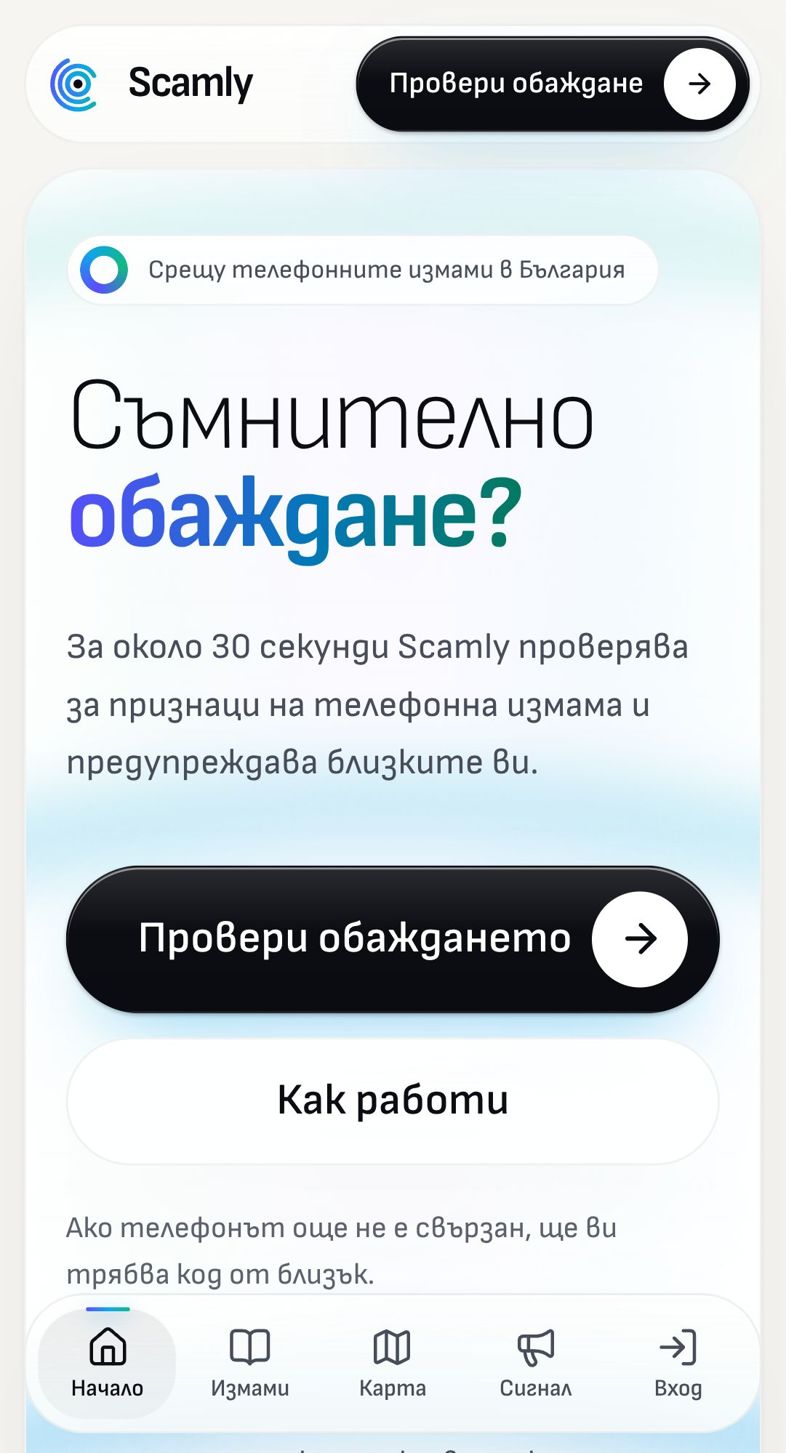 Scamly
Провери обаждане
Срещу телефонните измами в България
Съмнително
обаждане?
За около 30 секунди Scamly проверява
за признаци на телефонна измама и
предупреждава близките ви.
Провери обаждането
Как работи
Ако телефонът още не е свързан, ще ви
трябва код от близък.
Начало
Измами
Карта
Сигнал
Вход